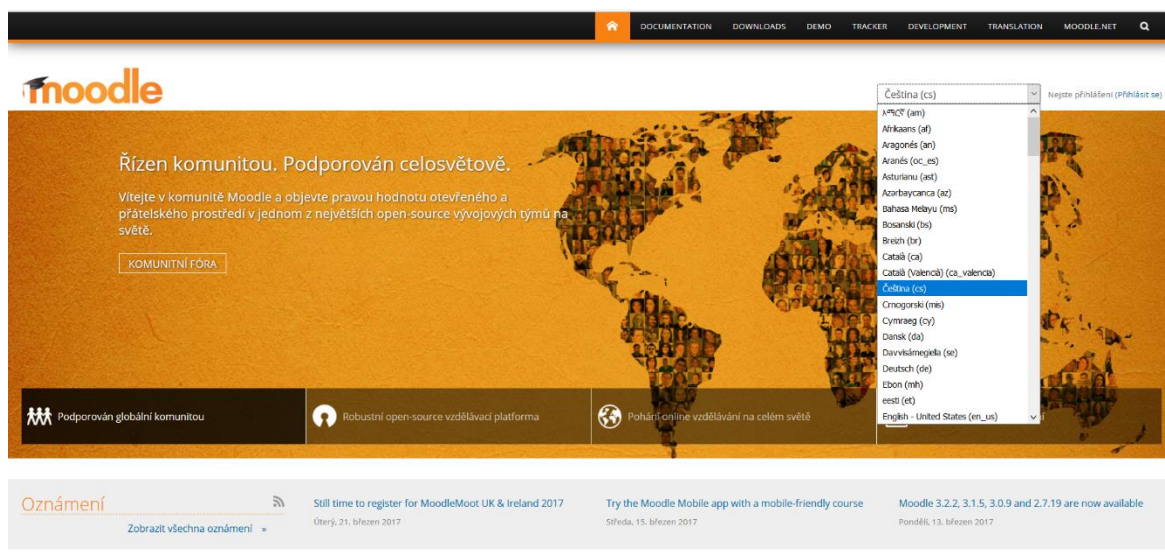 DOCUMENTATION DOWNLOADS DEMO TRACKER DEVELOPMENT TRANSLATION MOODLE.NET
moodle
Čeština (cs)
Nejste přihlášeni (Přihlásit se)
አማርኛ (am)
Afrikaans (af)
Aragonés (an)
Aranés (oc_es)
Asturianu (ast)
Azərbaycanca (az)
Bahasa Melayu (ms)
Bosanski (bs)
Breizh (br)
Català (ca)
Català (Valencià) (ca_valencia)
Čeština (cs)
Crnogorski (mis)
Cymraeg (cy)
Dansk (da)
Davvisámegiella (se)
Deutsch (de)
Ebon (mh)
eesti (et)
English - United States (en_us)
Řízen komunitou. Podporován celosvětově.
Vítejte v komunitě Moodle a objevte pravou hodnotu otevřeného a
přátelského prostředí v jednom z největších open-source vývojových týmů na
světě.
KOMUNITNÍ FÓRA
Podporován globální komunitou
Robustní open-source vzdělávací platforma
Pohání online vzdělávání na celém světě
Oznámení
Zobrazit všechna oznámení »
Still time to register for MoodleMoot UK & Ireland 2017
Úterý, 21. březen 2017
Try the Moodle Mobile app with a mobile-friendly course
Středa, 15. březen 2017
Moodle 3.2.2, 3.1.5, 3.0.9 and 2.7.19 are now available
Pondělí, 13. březen 2017